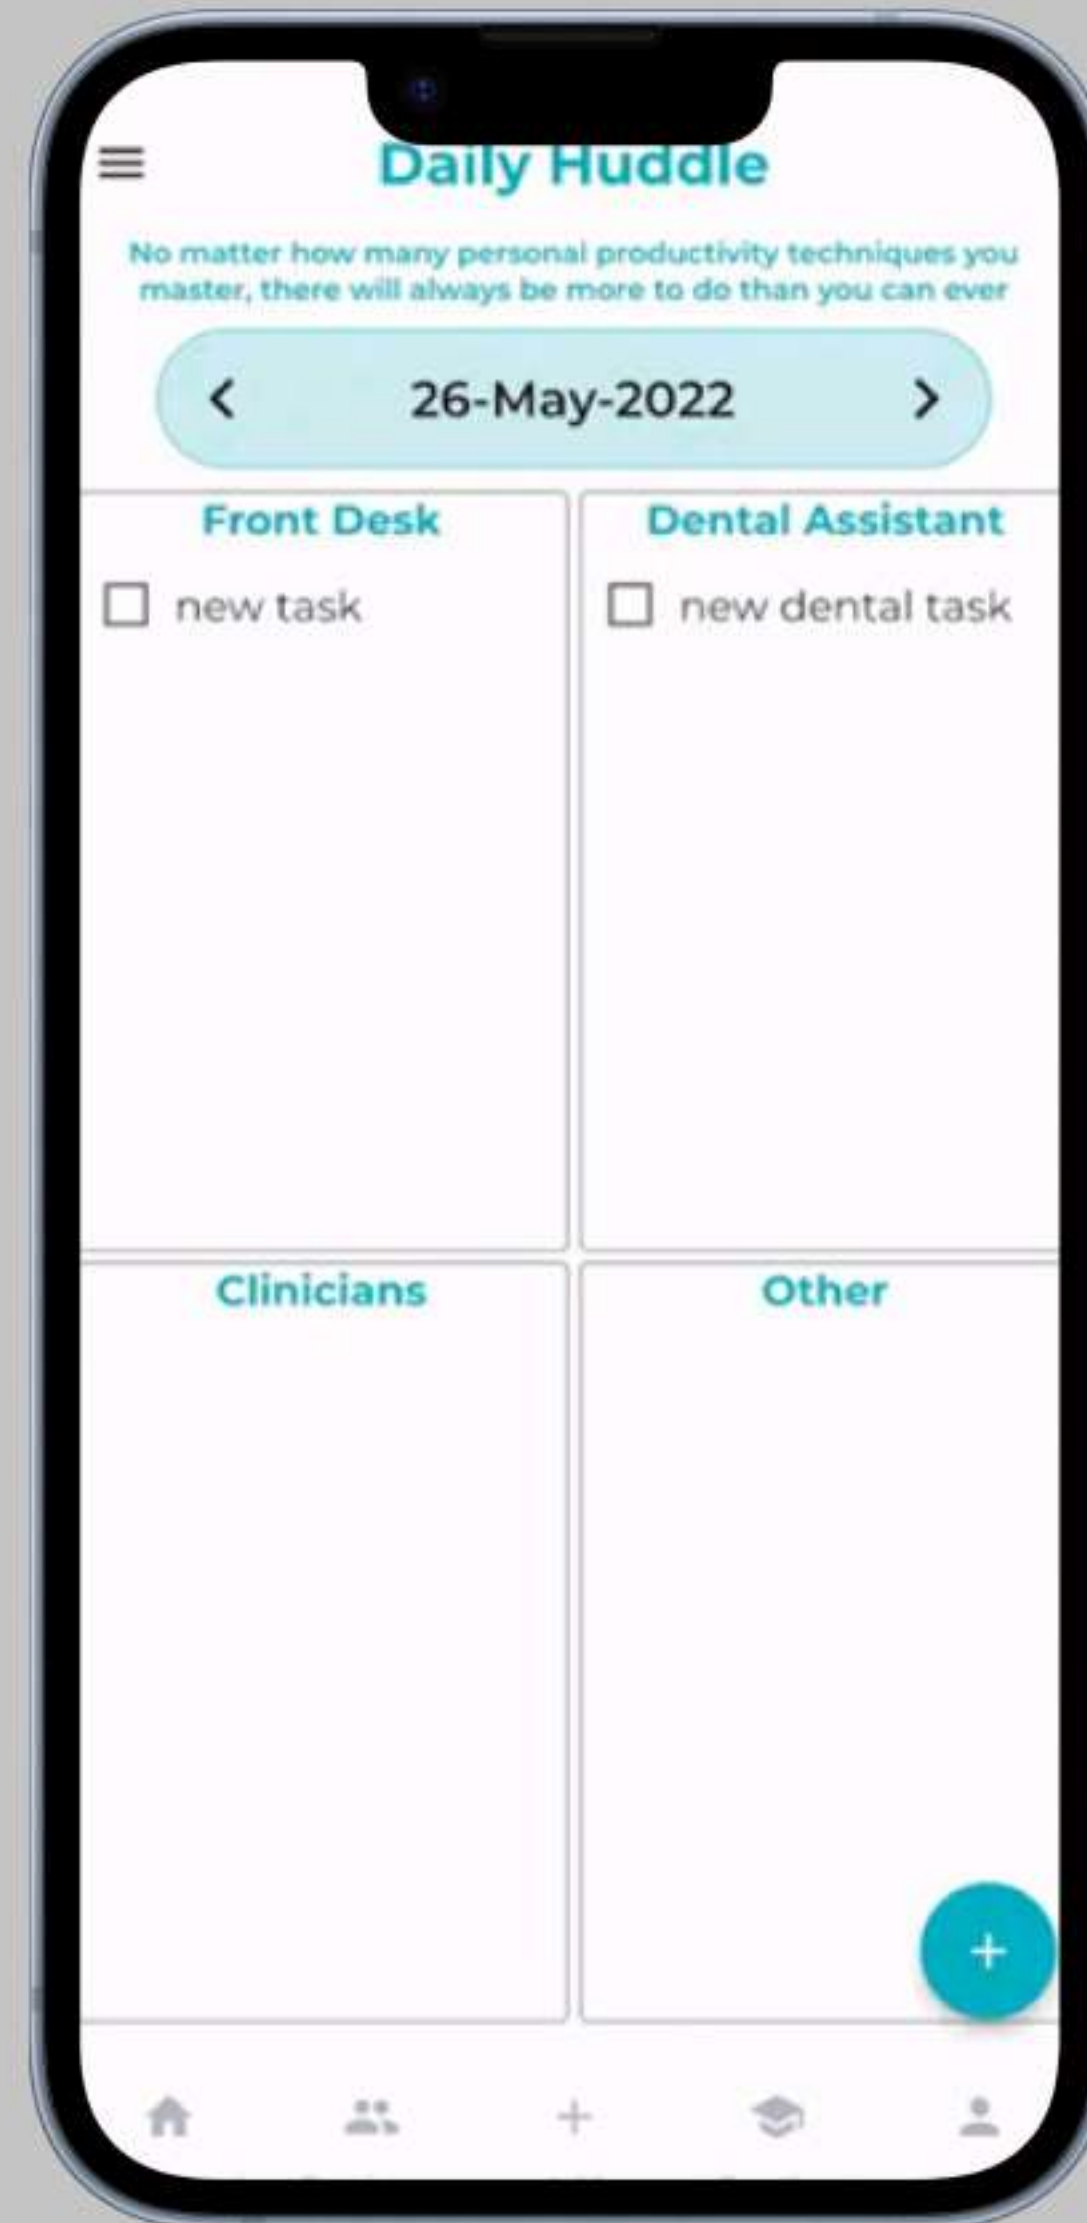 Daily Huddle
No matter how many personal productivity techniques you
master, there will always be more to do than you can ever
26-May-2022
Front Desk
new task
Dental Assistant
new dental task
Clinicians
Other